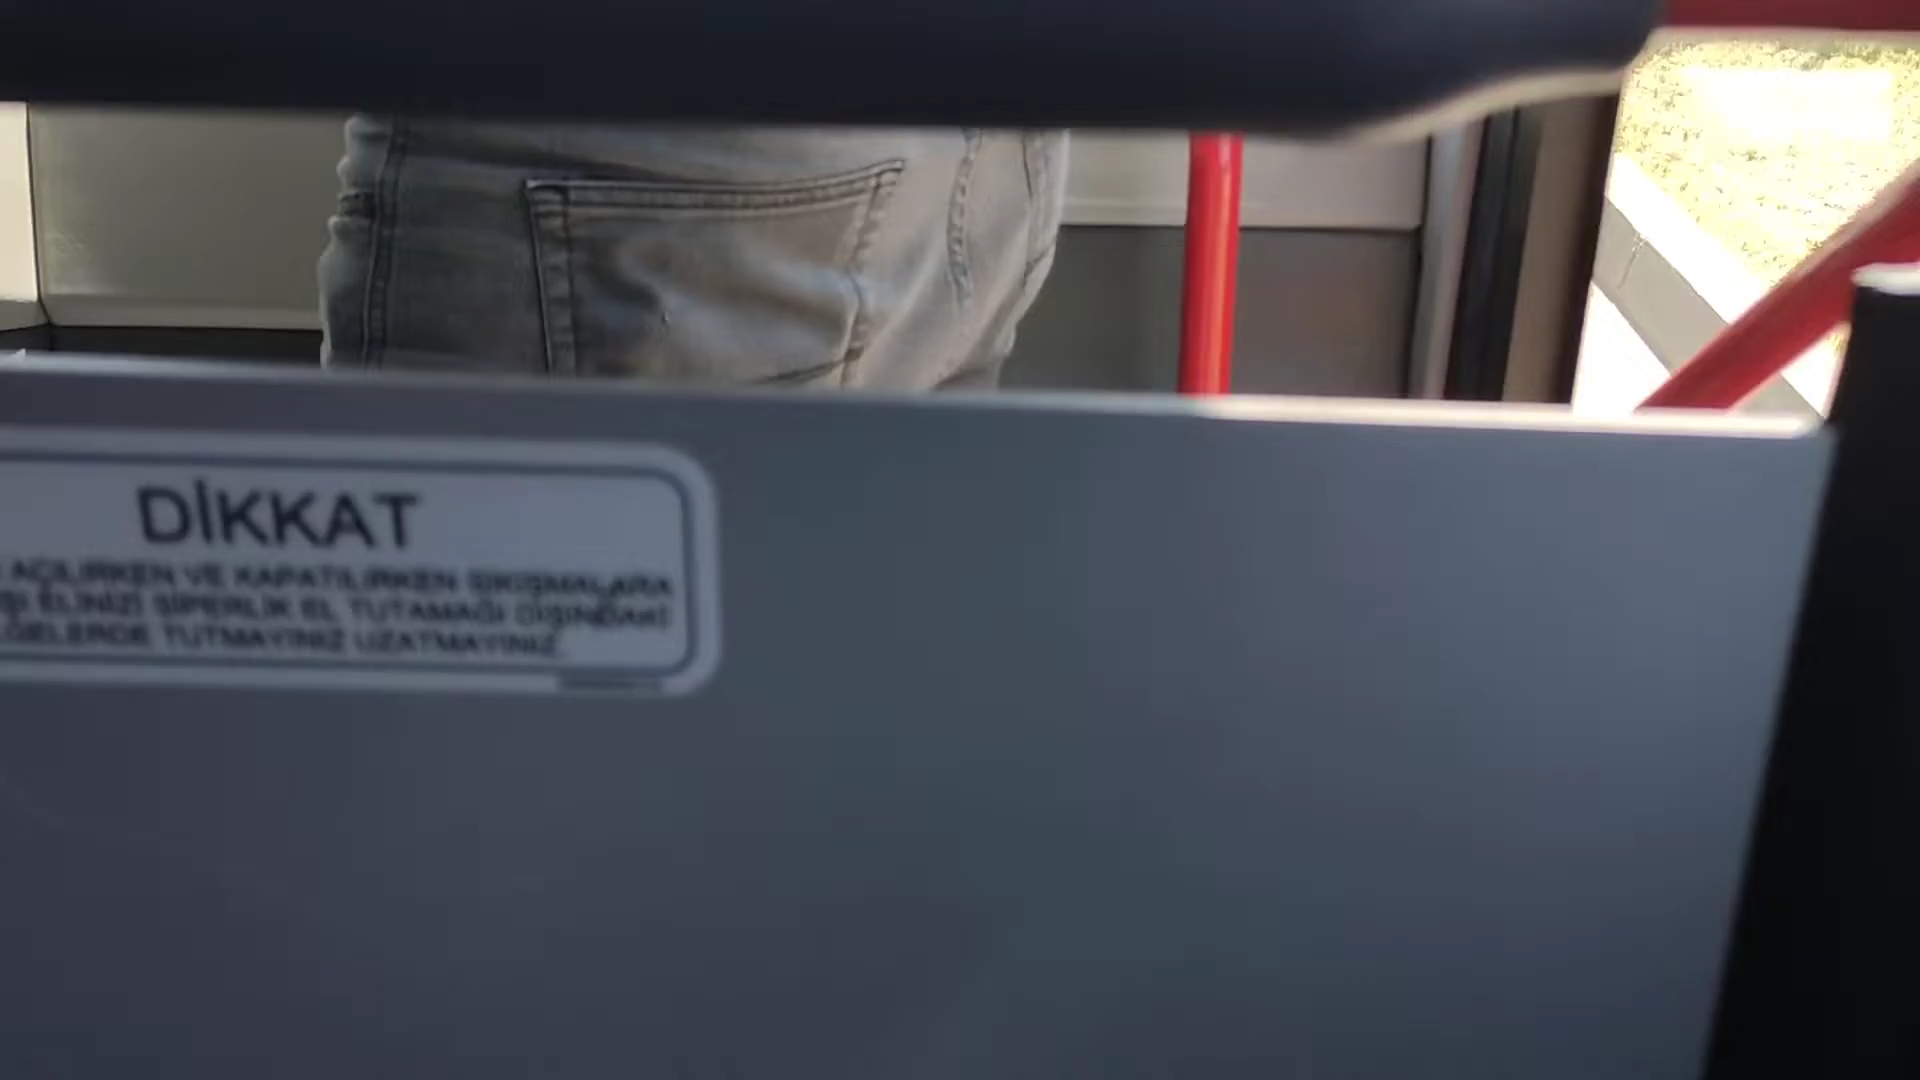 DİKKAT
AÇILIRKEN VE KAPATILIRKEN SIKIŞMALARA
ELİNİZİ SİPERLİK EL TUTAMAĞI DIŞINDAKİ
TUTMAYINIZ UZATMAYINIZ.